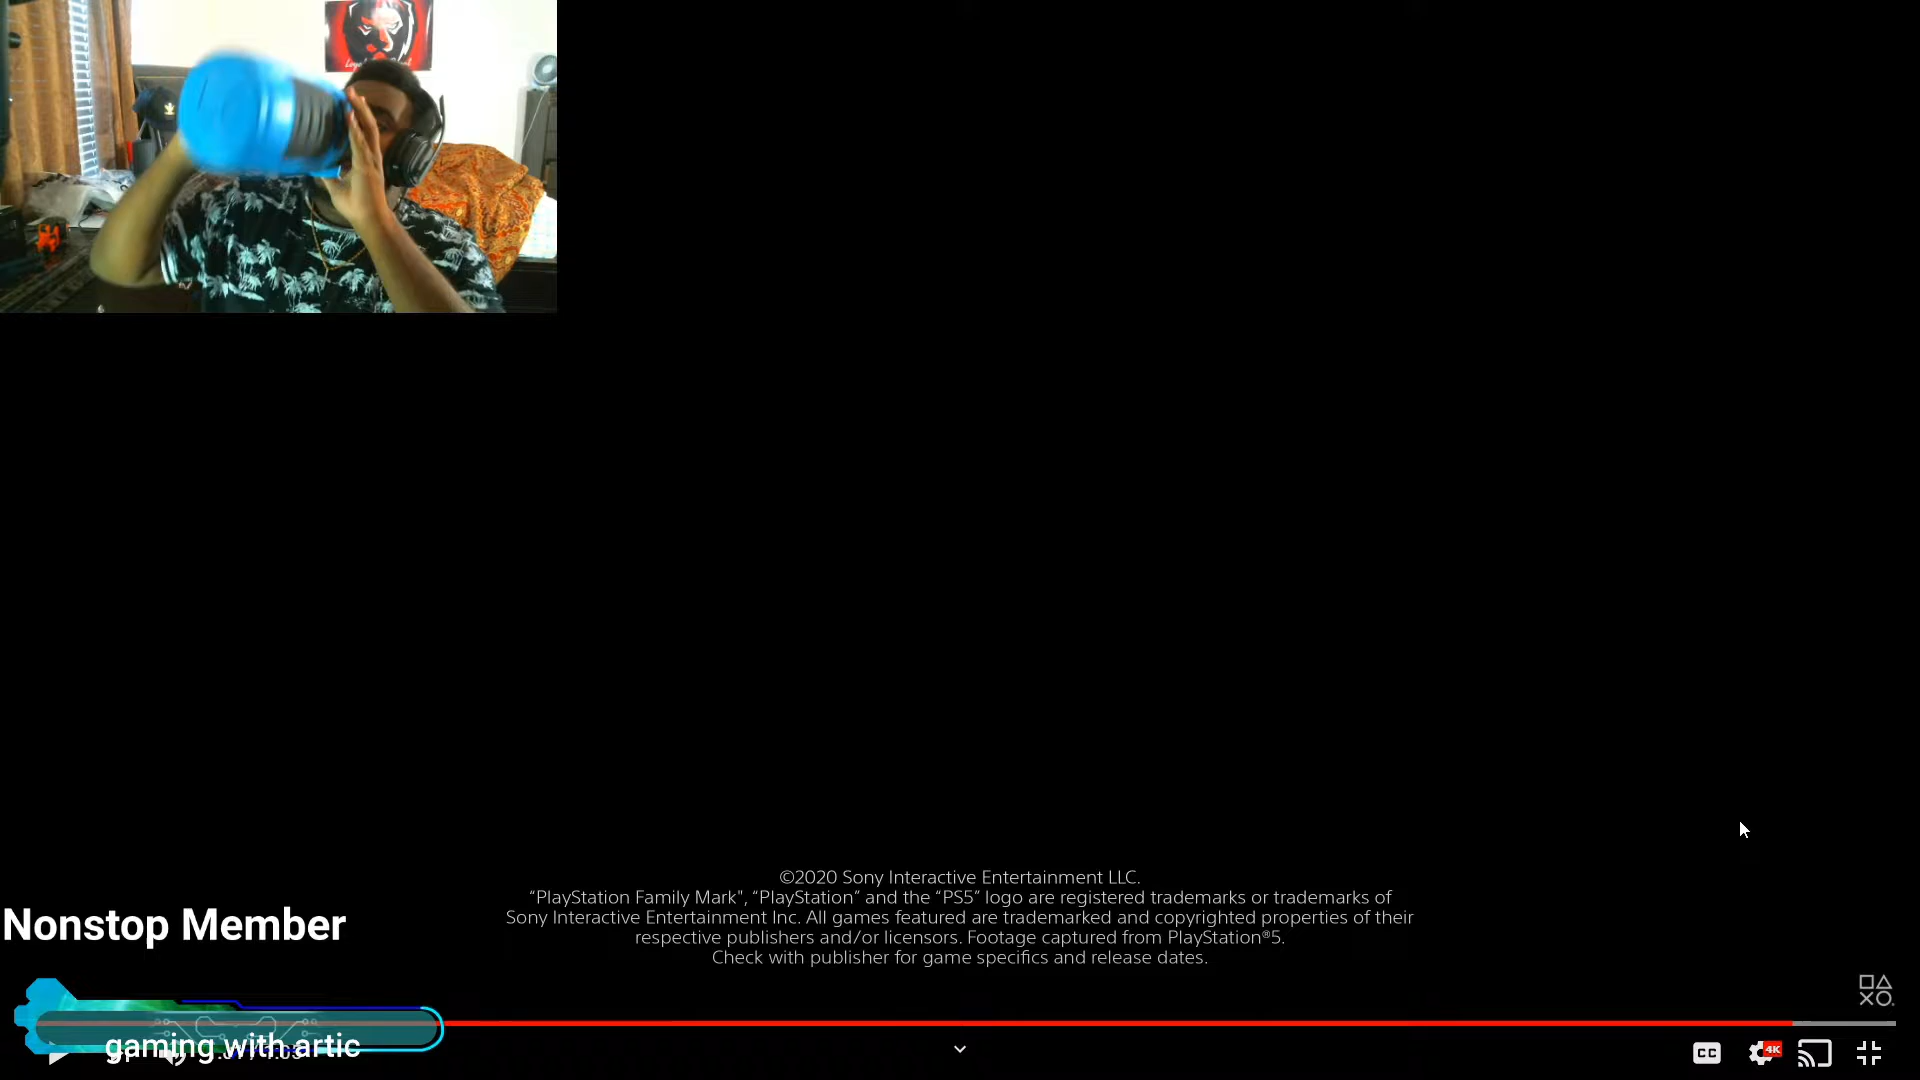 ©2020 Sony Interactive Entertainment LLC.
“PlayStation Family Mark", “PlayStation” and the “PS5” logo are registered trademarks or trademarks of
Sony Interactive Entertainment Inc. All games featured are trademarked and copyrighted properties of their
respective publishers and/or licensors. Footage captured from PlayStation®5.
Check with publisher for game specifics and release dates.
Nonstop Member
gaming with artic
CC
4K